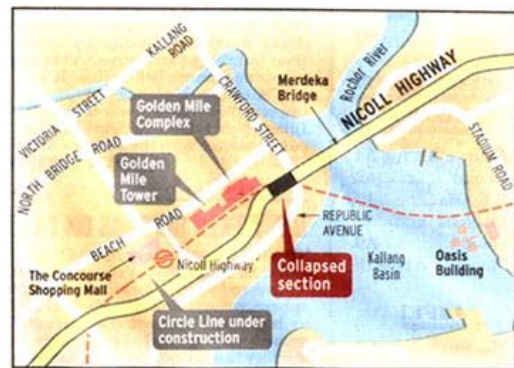 KALLANG
ROAD
VICTORIA STREET
NORTH BRIDGE ROAD
Golden Mile
Complex
CRAWFORD STREET
Merdeka
Bridge
Rochor River
NICOLL HIGHWAY
STADIUM ROAD
Golden
Mile
Tower
BEACH ROAD
REPUBLIC
AVENUE
The Concourse
Shopping Mall
Nicoll Highway
Collapsed
section
Kallang
Basin
Oasis
Building
Circle Line under
construction